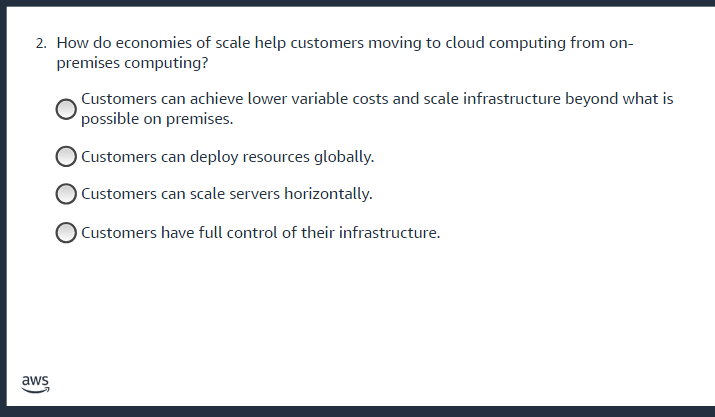 2. How do economies of scale help customers moving to cloud computing from on-
premises computing?
Customers can achieve lower variable costs and scale infrastructure beyond what is
possible on premises.
Customers can deploy resources globally.
Customers can scale servers horizontally.
Customers have full control of their infrastructure.
aws